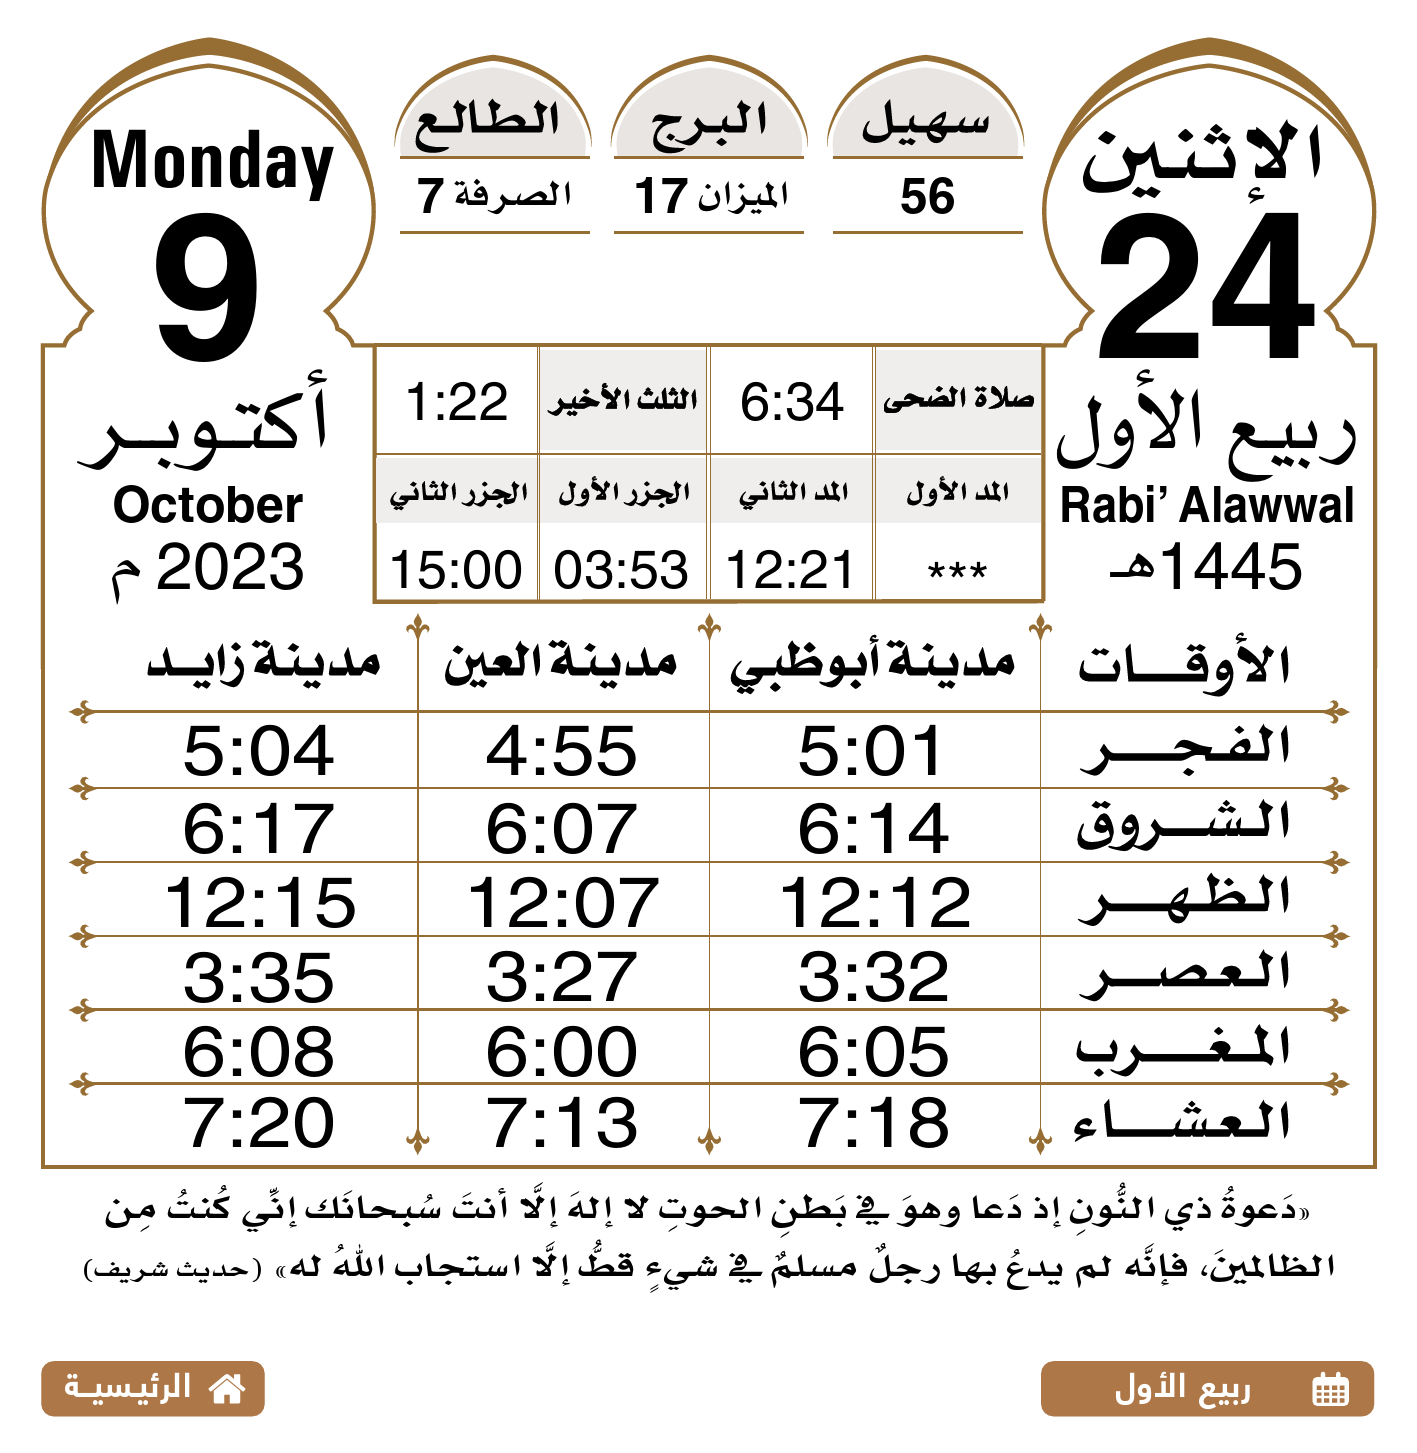 الإثنين
24
ربيع الأول
Rabi’ Alawwal
1445هـ
سهيل
56
البرج
الميزان 17
الطالع
الصرفة 7
Monday
9
أكتوبر
October
2023 م
صلاة الضحى 6:34 الثلث الأخير 1:22
المد الأول المد الثاني الجزر الأول الجزر الثاني
*** 12:21 03:53 15:00
الأوقات مدينة أبوظبي مدينة العين مدينة زايد
الفجر 5:01 4:55 5:04
الشروق 6:14 6:07 6:17
الظهر 12:12 12:07 12:15
العصر 3:32 3:27 3:35
المغرب 6:05 6:00 6:08
العشاء 7:18 7:13 7:20
«دَعوةُ ذي النُّونِ إذ دَعا وهوَ في بَطنِ الحوتِ لا إلهَ إلَّا أنتَ سُبحانَك إنِّي كُنتُ مِن
الظالمينَ، فإنَّه لم يدعُ بها رجلٌ مسلمٌ في شيءٍ قطُّ إلَّا استجاب اللهُ له» (حديث شريف)
ربيع الأول
الرئيسية